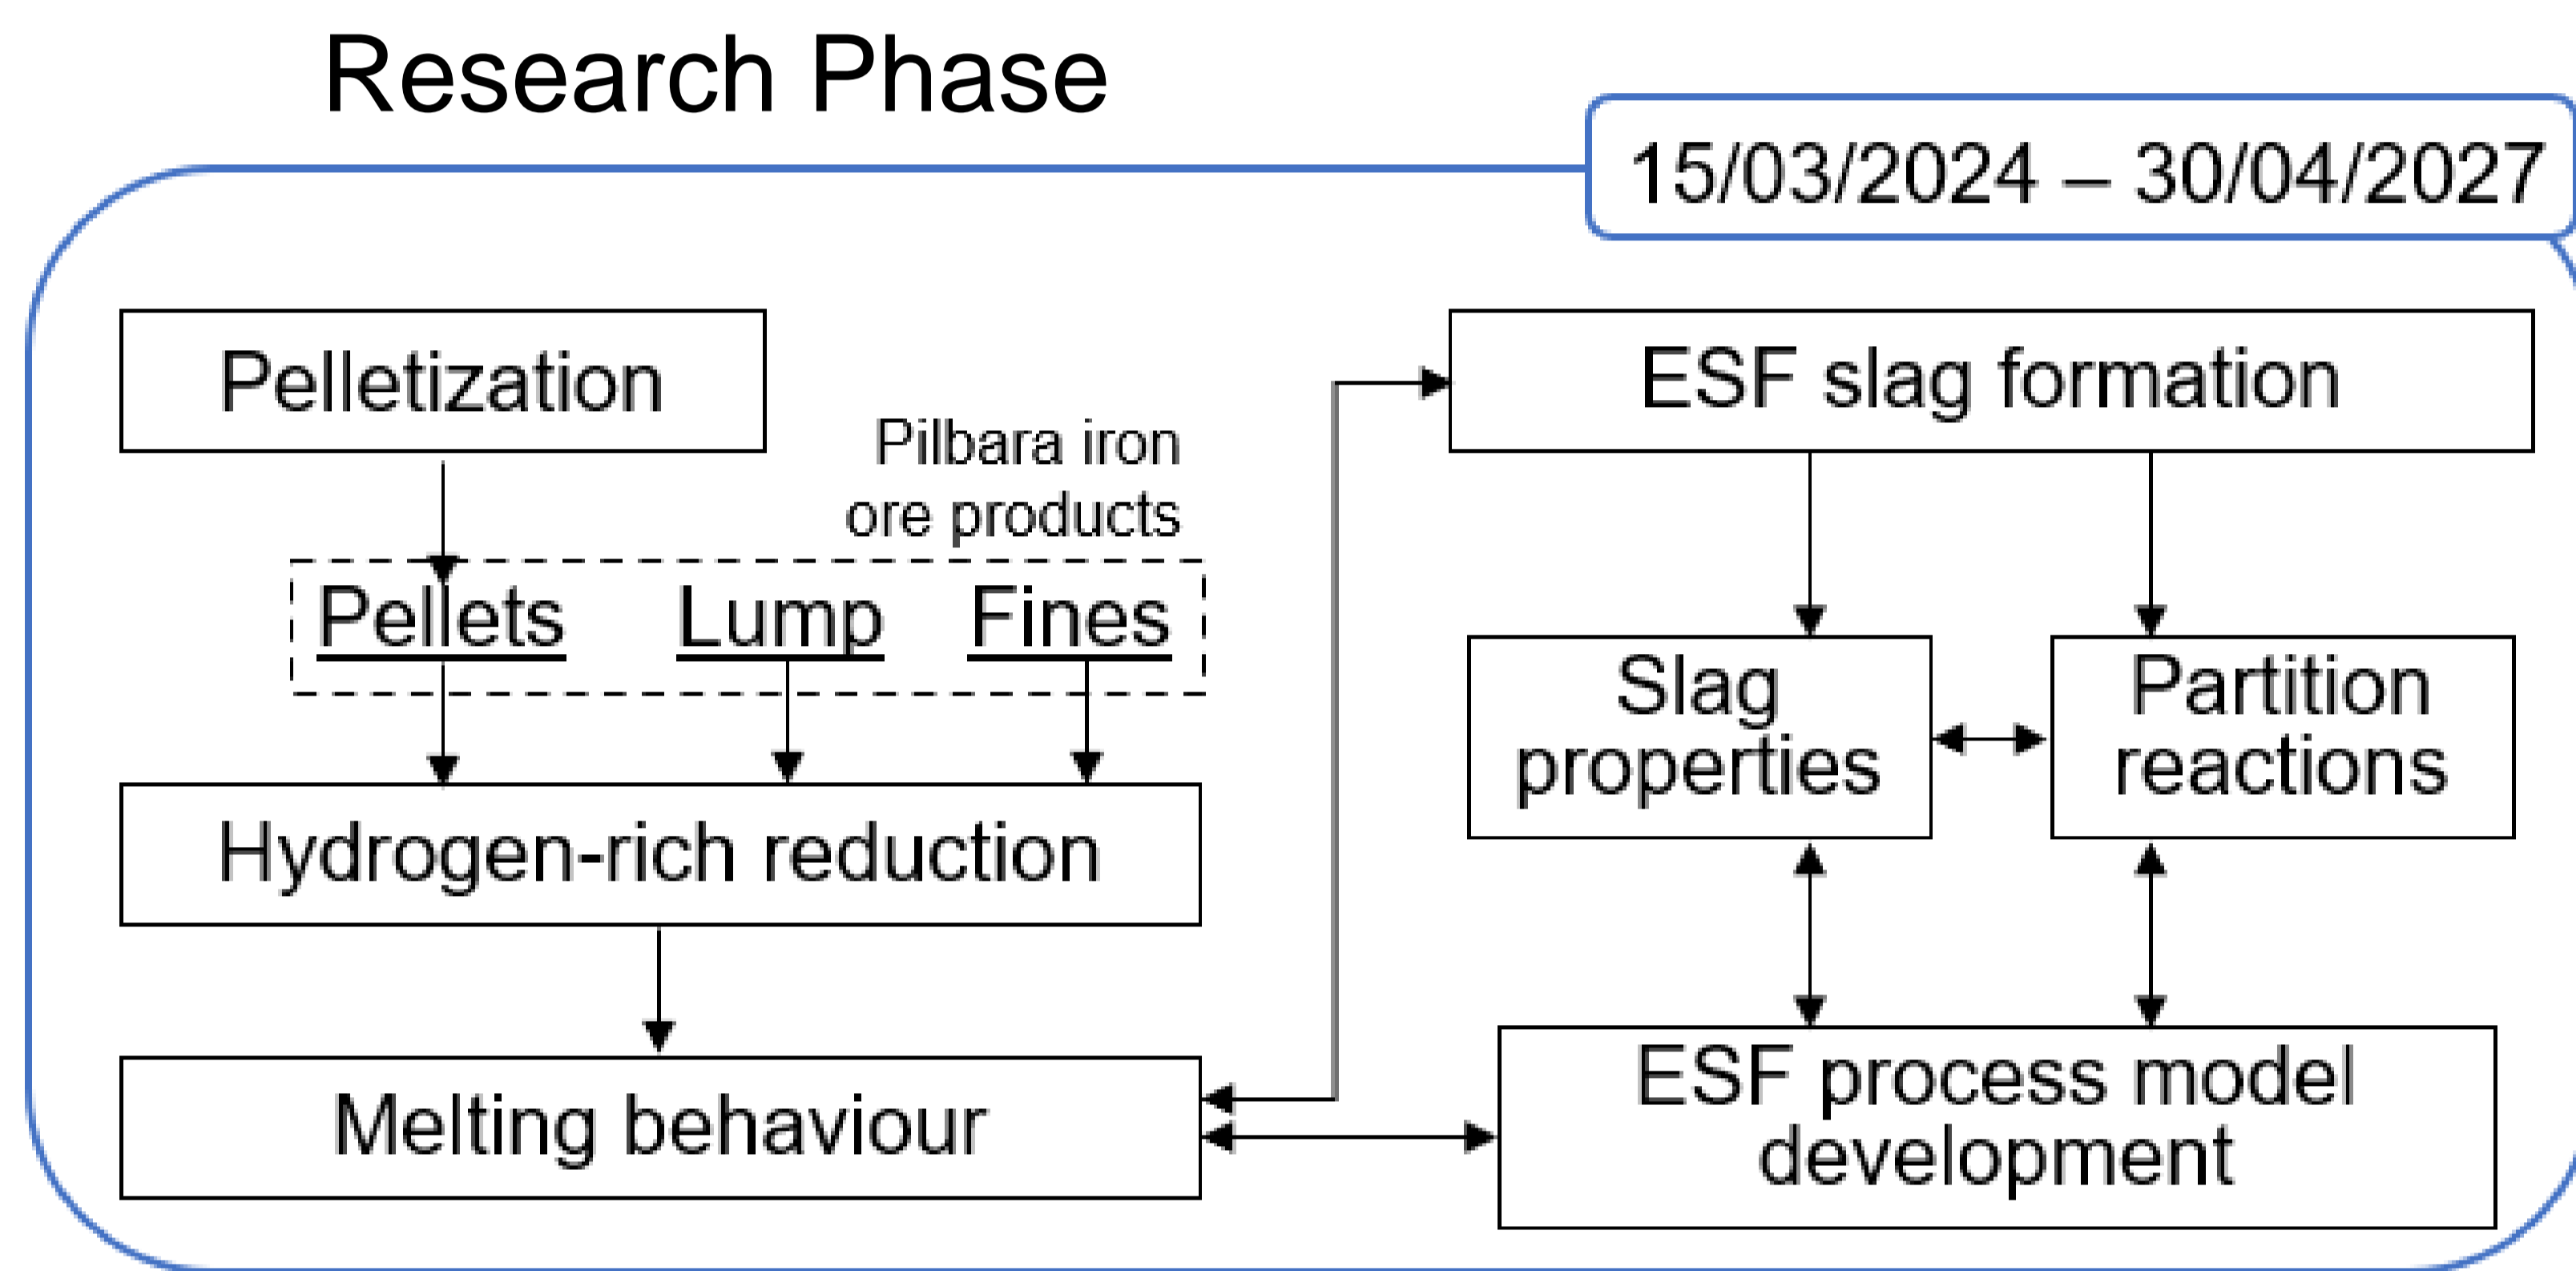 Research Phase
15/03/2024 – 30/04/2027
Pelletization
Pilbara iron
ore products
Pellets Lump Fines
Hydrogen-rich reduction
Melting behaviour
ESF slag formation
Slag
properties
Partition
reactions
ESF process model
development